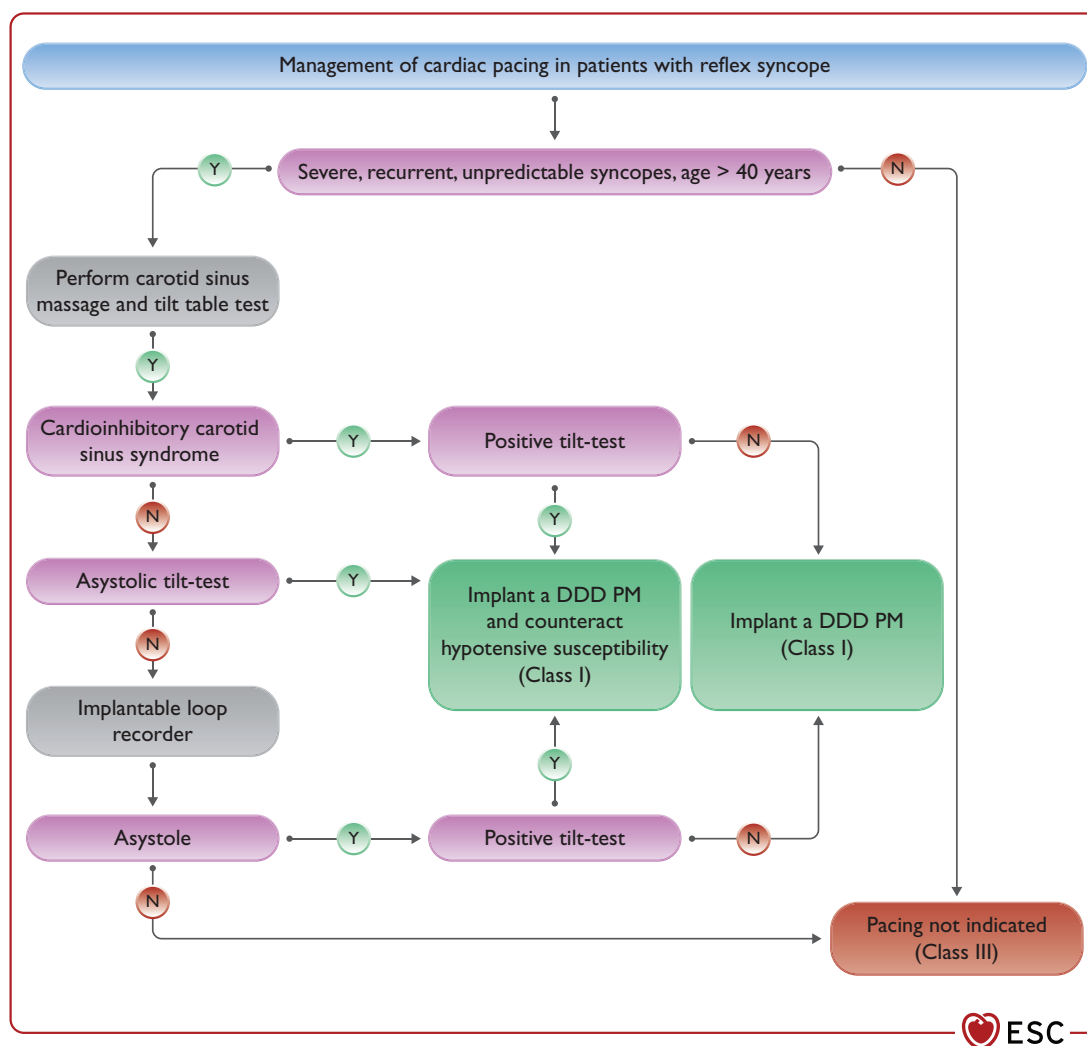 Management of cardiac pacing in patients with reflex syncope
Y
Severe, recurrent, unpredictable syncopes, age > 40 years
N
Perform carotid sinus
massage and tilt table test
Y
Cardioinhibitory carotid
sinus syndrome
Y
Positive tilt-test
N
N
Y
Asystolic tilt-test
Y
Implant a DDD PM
and counteract
hypotensive susceptibility
(Class I)
Implant a DDD PM
(Class I)
N
Implantable loop
recorder
Y
Asystole
Y
Positive tilt-test
N
N
Pacing not indicated
(Class III)
ESC